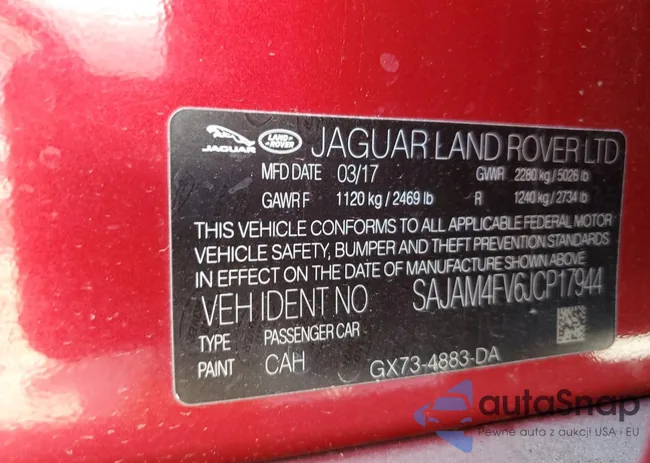 JAGUAR LAND ROVER JAGUAR LAND ROVER LTD
MFD DATE 03/17 GVWR 2280 kg / 5026 lb
GAWR F 1120 kg / 2469 lb R 1240 kg / 2734 lb
THIS VEHICLE CONFORMS TO ALL APPLICABLE FEDERAL MOTOR
VEHICLE SAFETY, BUMPER AND THEFT PREVENTION STANDARDS
IN EFFECT ON THE DATE OF MANUFACTURE SHOWN ABOVE
VEH IDENT NO SAJAM4FV6JCP17944
TYPE PASSENGER CAR
PAINT CAH GX73-4883-DA
autoSnap
Pewne auta z aukcji USA i EU